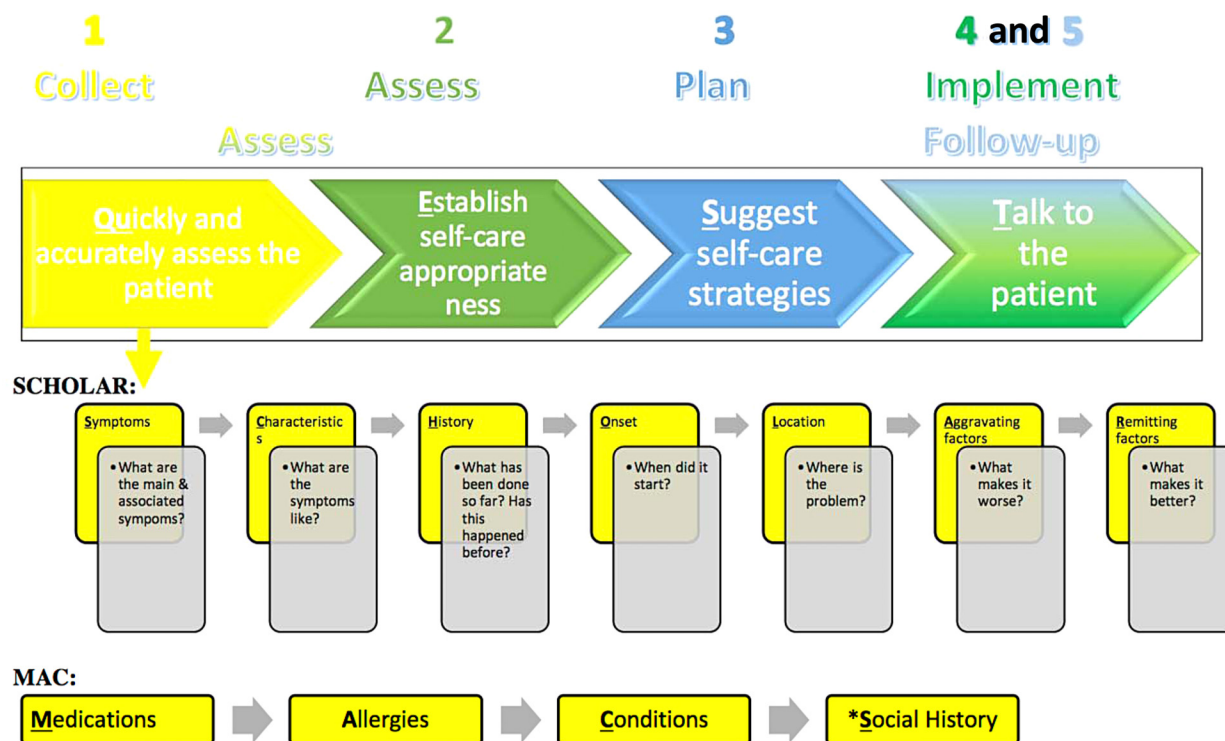 1 2 3 4 and 5
Collect Assess Plan Implement
Assess Follow-up
Quickly and
accurately assess the
patient
Establish
self-care
appropriate
ness
Suggest
self-care
strategies
Talk to
the
patient
SCHOLAR:
Symptoms
•What are
the main &
associated
sympoms?
Characteristic
s
•What are
the
symptoms
like?
History
•What has
been done
so far? Has
this
happened
before?
Onset
•When did it
start?
Location
•Where is
the
problem?
Aggravating
factors
•What
makes it
worse?
Remitting
factors
•What
makes it
better?
MAC:
Medications
Allergies
Conditions
*Social History